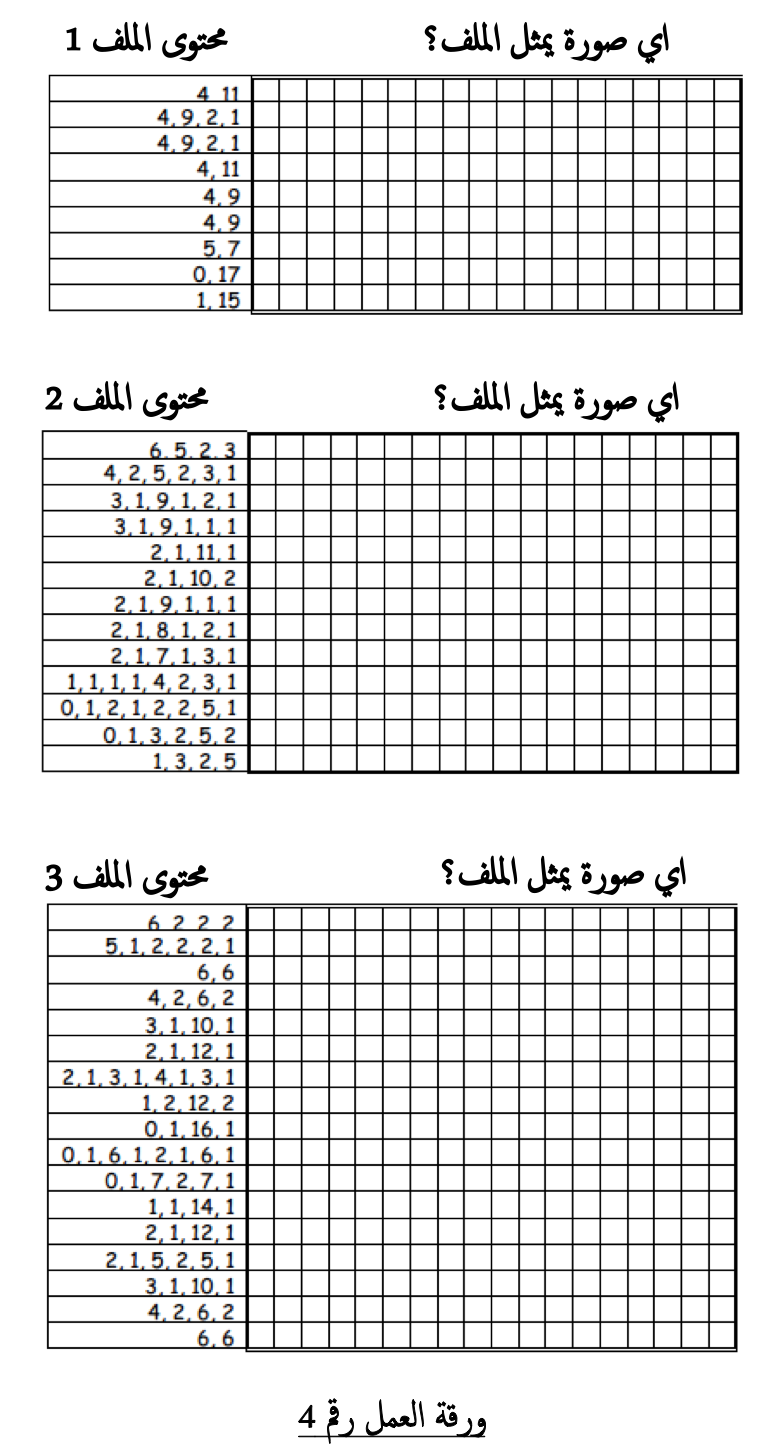 محتوى الملف 1
اي صورة يمثل الملف؟
4 11
4, 9, 2, 1
4, 9, 2, 1
4, 11
4, 9
4, 9
5, 7
0, 17
1, 15
محتوى الملف 2
اي صورة يمثل الملف؟
6, 5, 2, 3
4, 2, 5, 2, 3, 1
3, 1, 9, 1, 2, 1
3, 1, 9, 1, 1, 1
2, 1, 11, 1
2, 1, 10, 2
2, 1, 9, 1, 1, 1
2, 1, 8, 1, 2, 1
2, 1, 7, 1, 3, 1
1, 1, 1, 1, 4, 2, 3, 1
0, 1, 2, 1, 2, 2, 5, 1
0, 1, 3, 2, 5, 2
1, 3, 2, 5
محتوى الملف 3
اي صورة يمثل الملف؟
6 2 2 2
5, 1, 2, 2, 2, 1
6, 6
4, 2, 6, 2
3, 1, 10, 1
2, 1, 12, 1
2, 1, 3, 1, 4, 1, 3, 1
1, 2, 12, 2
0, 1, 16, 1
0, 1, 6, 1, 2, 1, 6, 1
0, 1, 7, 2, 7, 1
1, 1, 14, 1
2, 1, 12, 1
2, 1, 5, 2, 5, 1
3, 1, 10, 1
4, 2, 6, 2
6, 6
ورقة العمل رقم 4